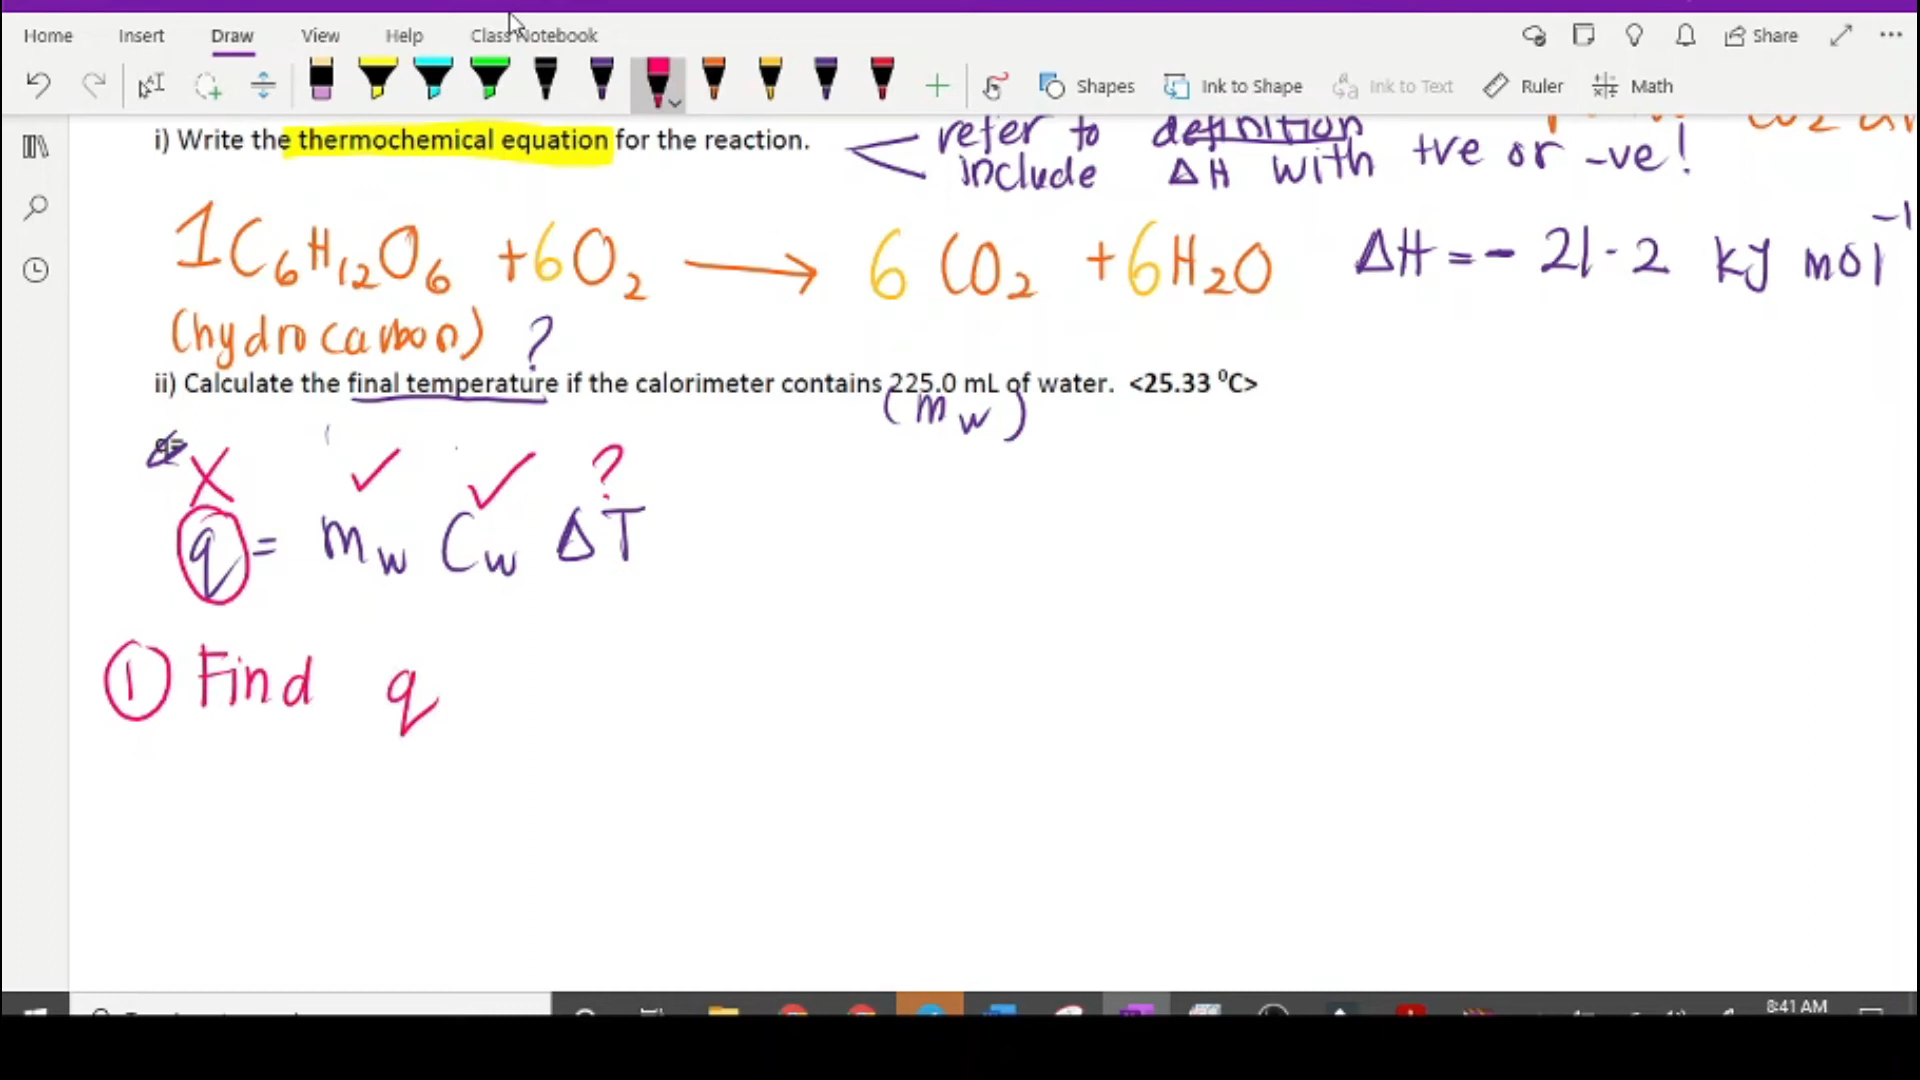 Home Insert Draw View Help Class Notebook Share
Shapes Ink to Shape Ink to Text Ruler Math
i) Write the thermochemical equation for the reaction.
refer to definition
include ΔH with +ve or -ve!
1C₆H₁₂O₆ + 6O₂ → 6CO₂ + 6H₂O ΔH = - 21.2 kJ mol⁻¹
(hydrocarbon) ?
ii) Calculate the final temperature if the calorimeter contains 225.0 mL of water. <25.33 ⁰C>
(mw)
X ✓ ✓ ?
q = mw Cw ΔT
① Find q
8:41 AM